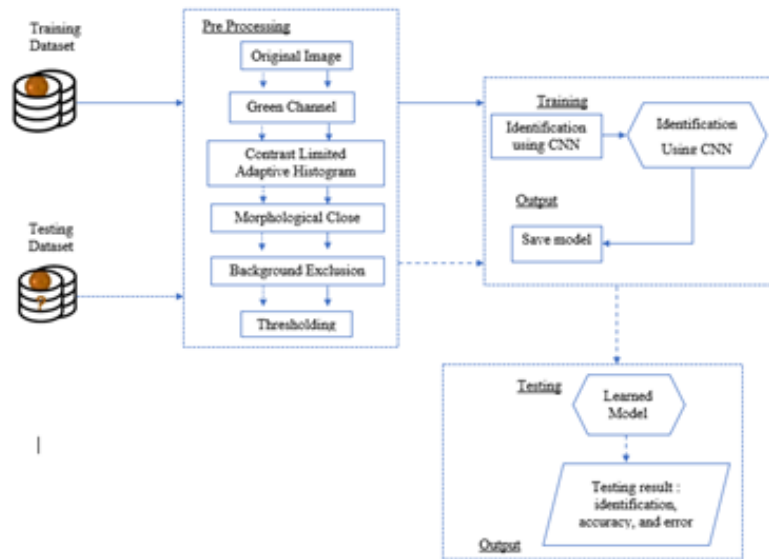 Training
Dataset
Pre Processing
Original Image
Green Channel
Contrast Limited
Adaptive Histogram
Morphological Close
Background Exclusion
Thresholding
Testing
Dataset
?
Training
Identification
using CNN
Identification
Using CNN
Output
Save model
Testing
Learned
Model
Testing result :
identification,
accuracy, and error
Output